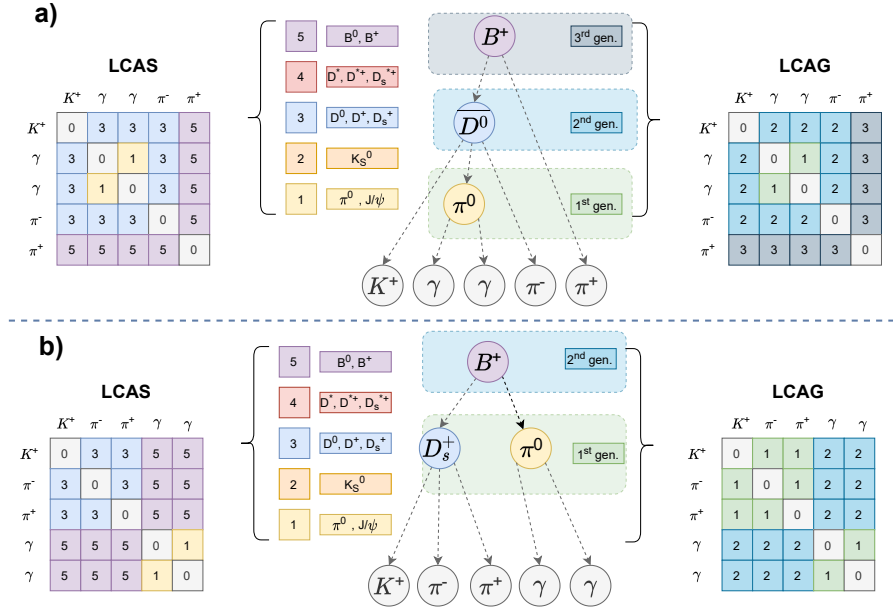 a)
LCAS
K⁺ γ γ π⁻ π⁺
K⁺ 0 3 3 3 5
γ 3 0 1 3 5
γ 3 1 0 3 5
π⁻ 3 3 3 0 5
π⁺ 5 5 5 5 0
5 B⁰, B⁺
4 D*, D*⁺, Dₛ*⁺
3 D⁰, D⁺, Dₛ⁺
2 K_S⁰
1 π⁰ , J/ψ
B⁺ 3rd gen.
D̅⁰ 2nd gen.
π⁰ 1st gen.
K⁺ γ γ π⁻ π⁺
LCAG
K⁺ γ γ π⁻ π⁺
K⁺ 0 2 2 2 3
γ 2 0 1 2 3
γ 2 1 0 2 3
π⁻ 2 2 2 0 3
π⁺ 3 3 3 3 0
b)
LCAS
K⁺ π⁻ π⁺ γ γ
K⁺ 0 3 3 5 5
π⁻ 3 0 3 5 5
π⁺ 3 3 0 5 5
γ 5 5 5 0 1
γ 5 5 5 1 0
5 B⁰, B⁺
4 D*, D*⁺, Dₛ*⁺
3 D⁰, D⁺, Dₛ⁺
2 K_S⁰
1 π⁰ , J/ψ
B⁺ 2nd gen.
Dₛ⁺ π⁰ 1st gen.
K⁺ π⁻ π⁺ γ γ
LCAG
K⁺ π⁻ π⁺ γ γ
K⁺ 0 1 1 2 2
π⁻ 1 0 1 2 2
π⁺ 1 1 0 2 2
γ 2 2 2 0 1
γ 2 2 2 1 0